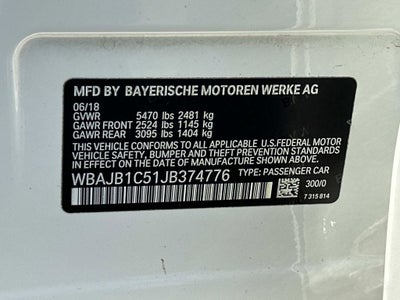 MFD BY BAYERISCHE MOTOREN WERKE AG
06/18
GVWR 5470 lbs 2481 kg
GAWR FRONT 2524 lbs 1145 kg
GAWR REAR 3095 lbs 1404 kg
THIS VEHICLE CONFORMS TO ALL APPLICABLE FEDERAL
MOTOR VEHICLE SAFETY, BUMPER AND THEFT
PREVENTION STANDARDS
IN EFFECT ON THE DATE OF MANUFACTURE SHOWN ABOVE
WBAJB1C51JB374776 TYPE: PASSENGER CAR
300/0
7 315 814